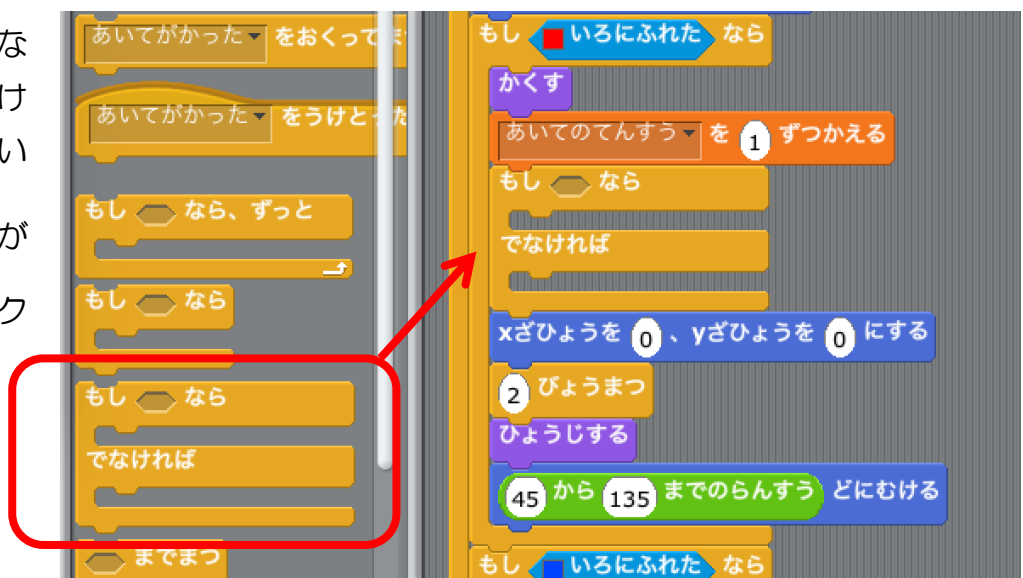 な
け
い
が
ク
あいてがかった をおくって
あいてがかった をうけと
もし なら、ずっと
もし なら
もし なら
でなければ
までまつ
もし いろにふれた なら
かくす
あいてのてんすう を 1 ずつかえる
もし なら
でなければ
xざひょうを 0 、yざひょうを 0 にする
2 びょうまつ
ひょうじする
45 から 135 までのらんすう どにむける
もし いろにふれた なら